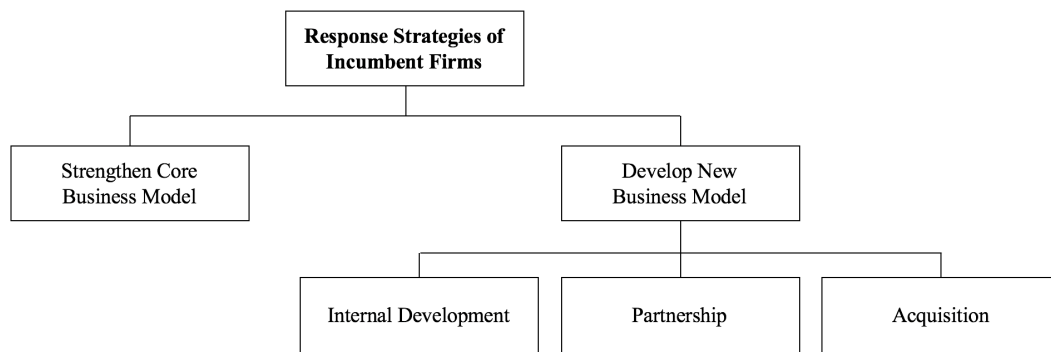 Response Strategies of
Incumbent Firms
Strengthen Core
Business Model
Develop New
Business Model
Internal Development
Partnership
Acquisition